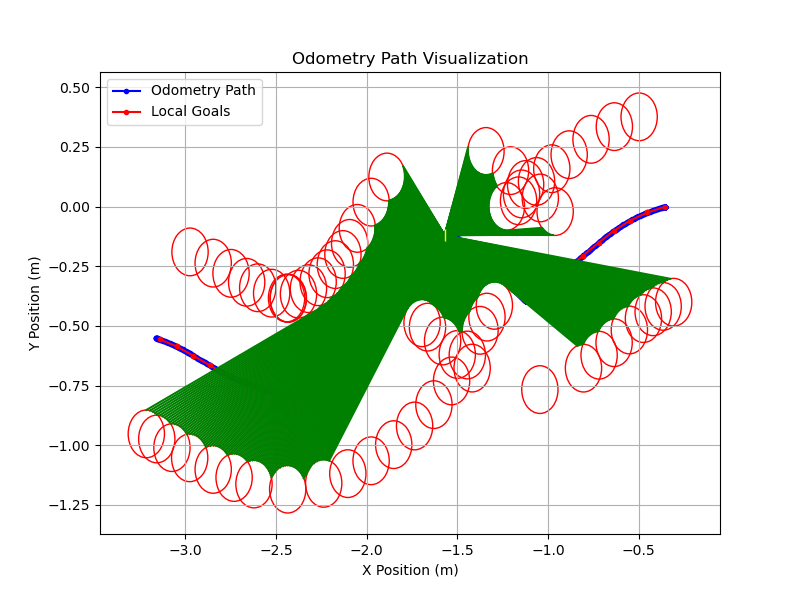 Odometry Path Visualization
Odometry Path
Local Goals
0.50
0.25
0.00
−0.25
−0.50
−0.75
−1.00
−1.25
Y Position (m)
−3.0 −2.5 −2.0 −1.5 −1.0 −0.5
X Position (m)